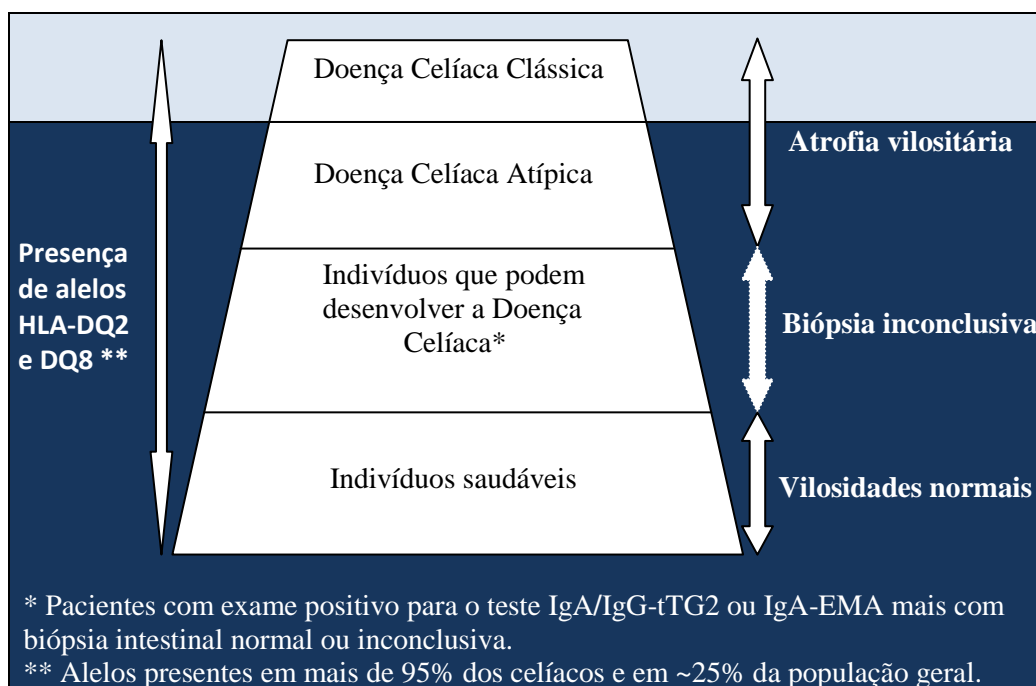 Doença Celíaca Clássica
Doença Celíaca Atípica
Indivíduos que podem
desenvolver a Doença
Celíaca*
Indivíduos saudáveis
Presença
de alelos
HLA-DQ2
e DQ8 **
Atrofia vilositária
Biópsia inconclusiva
Vilosidades normais
* Pacientes com exame positivo para o teste IgA/IgG-tTG2 ou IgA-EMA mais com
biópsia intestinal normal ou inconclusiva.
** Alelos presentes em mais de 95% dos celíacos e em ~25% da população geral.